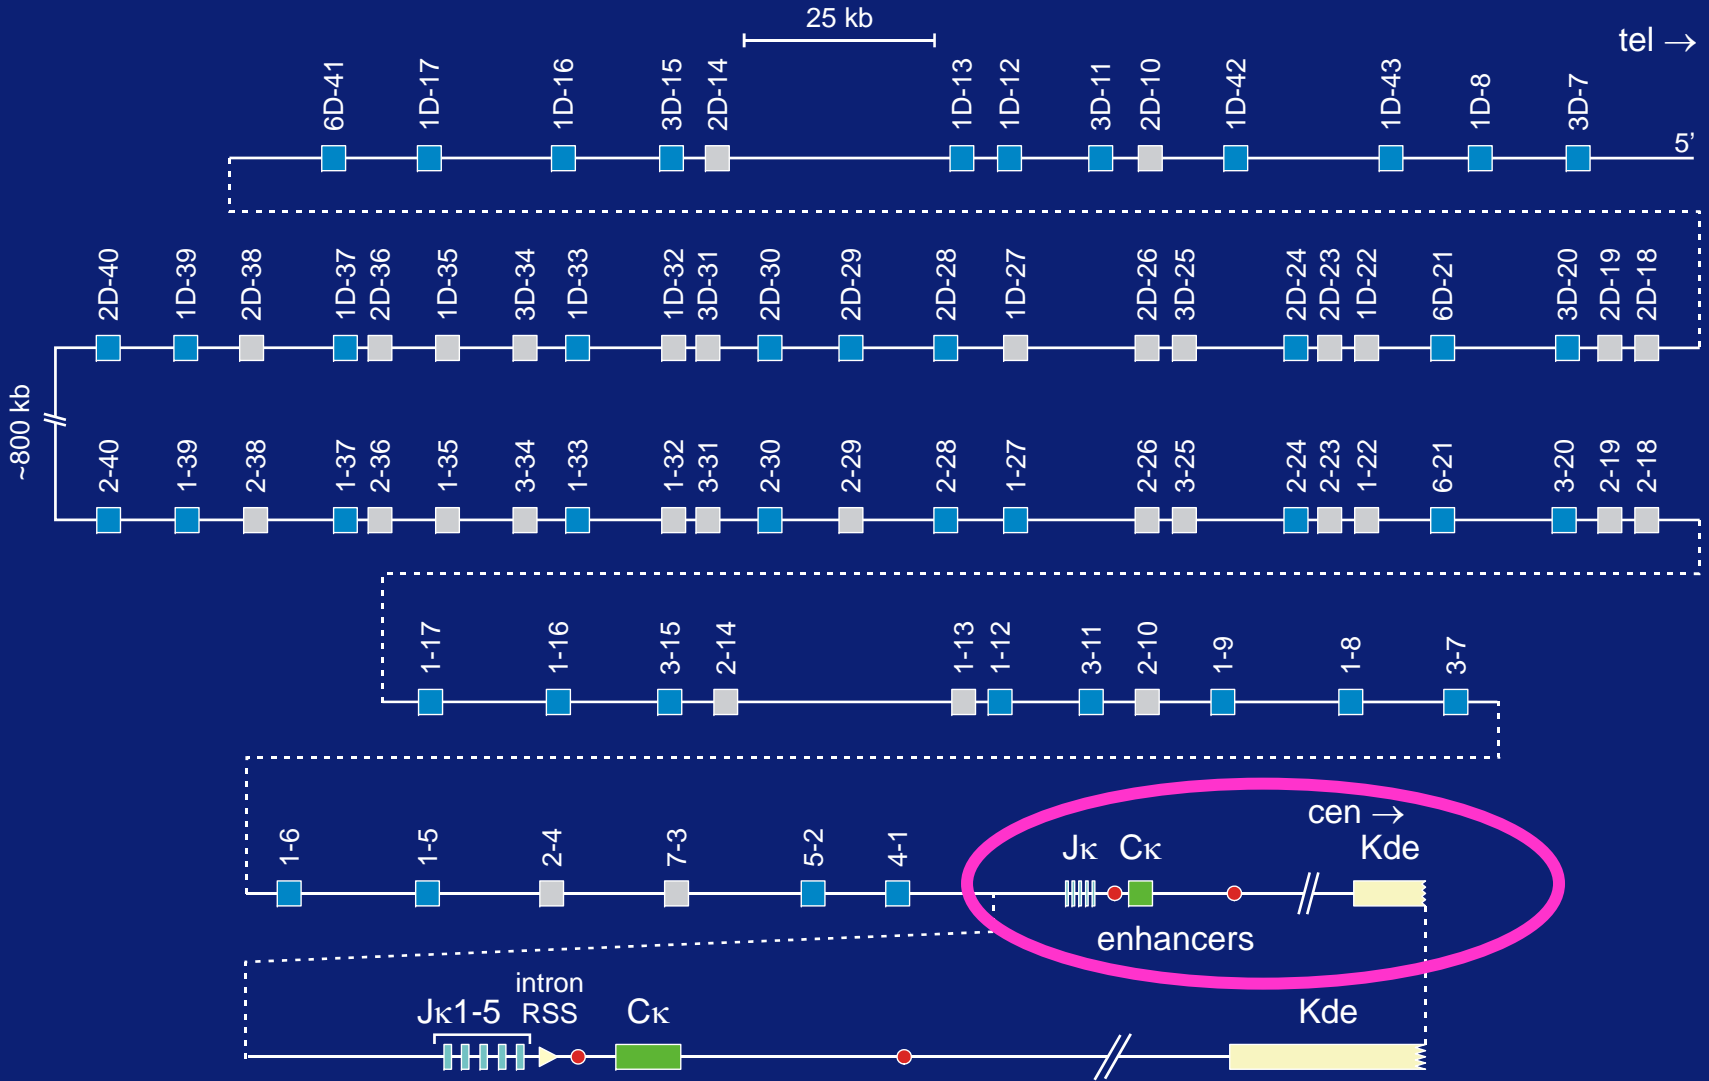 25 kb
tel →
6D-41 1D-17 1D-16 3D-15 2D-14 1D-13 1D-12 3D-11 2D-10 1D-42 1D-43 1D-8 3D-7
5'
2D-40 1D-39 2D-38 1D-37 2D-36 1D-35 3D-34 1D-33 1D-32 3D-31 2D-30 2D-29 2D-28 1D-27 2D-26 3D-25 2D-24 2D-23 1D-22 6D-21 3D-20 2D-19 2D-18
~800 kb
2-40 1-39 2-38 1-37 2-36 1-35 3-34 1-33 1-32 3-31 2-30 2-29 2-28 1-27 2-26 3-25 2-24 2-23 1-22 6-21 3-20 2-19 2-18
1-17 1-16 3-15 2-14 1-13 1-12 3-11 2-10 1-9 1-8 3-7
cen →
1-6 1-5 2-4 7-3 5-2 4-1 Jκ Cκ Kde
enhancers
intron
Jκ1-5 RSS Cκ Kde